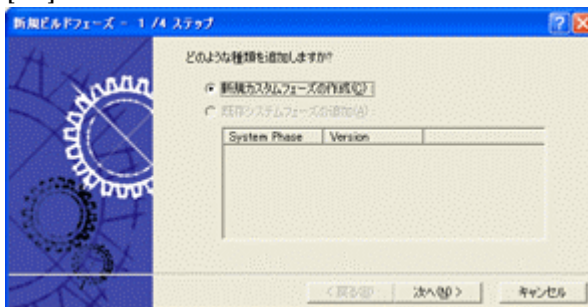 新規ビルドフェーズ - 1 /4 ステップ
どのような種類を追加しますか?
新規カスタムフェーズの作成(C):
既存システムフェーズの追加(A):
System Phase Version
< 戻る(B) 次へ(N) > キャンセル